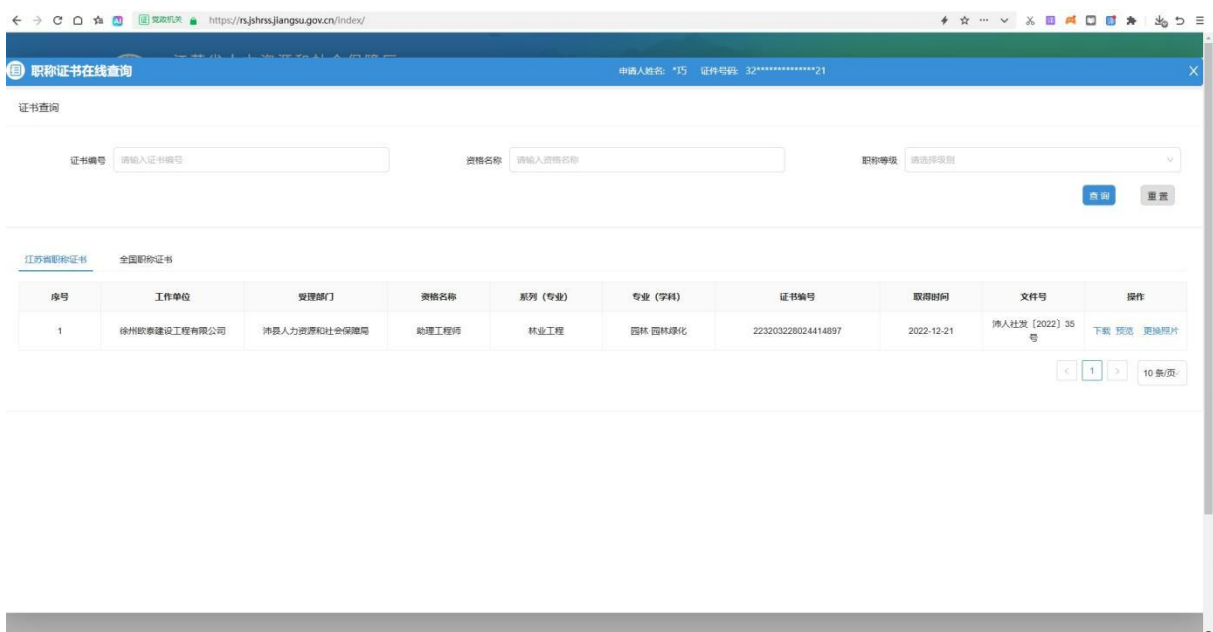 党政机关 https://rs.jshrss.jiangsu.gov.cn/index/
职称证书在线查询 申请人姓名: 证件号码: 32**************21
证书查询
证书编号 请输入证书编号 资格名称 请输入资格名称 职称等级 请选择级别
查询 重置
江苏省职称证书 全国职称证书
序号 工作单位 受理部门 资格名称 系列（专业） 专业（学科） 证书编号 取得时间 文件号 操作
1 徐州欧泰建设工程有限公司 沛县人力资源和社会保障局 助理工程师 林业工程 园林 园林绿化 223203228024414897 2022-12-21 沛人社发〔2022〕35 下载 预览 更换照片
号
1 10 条/页